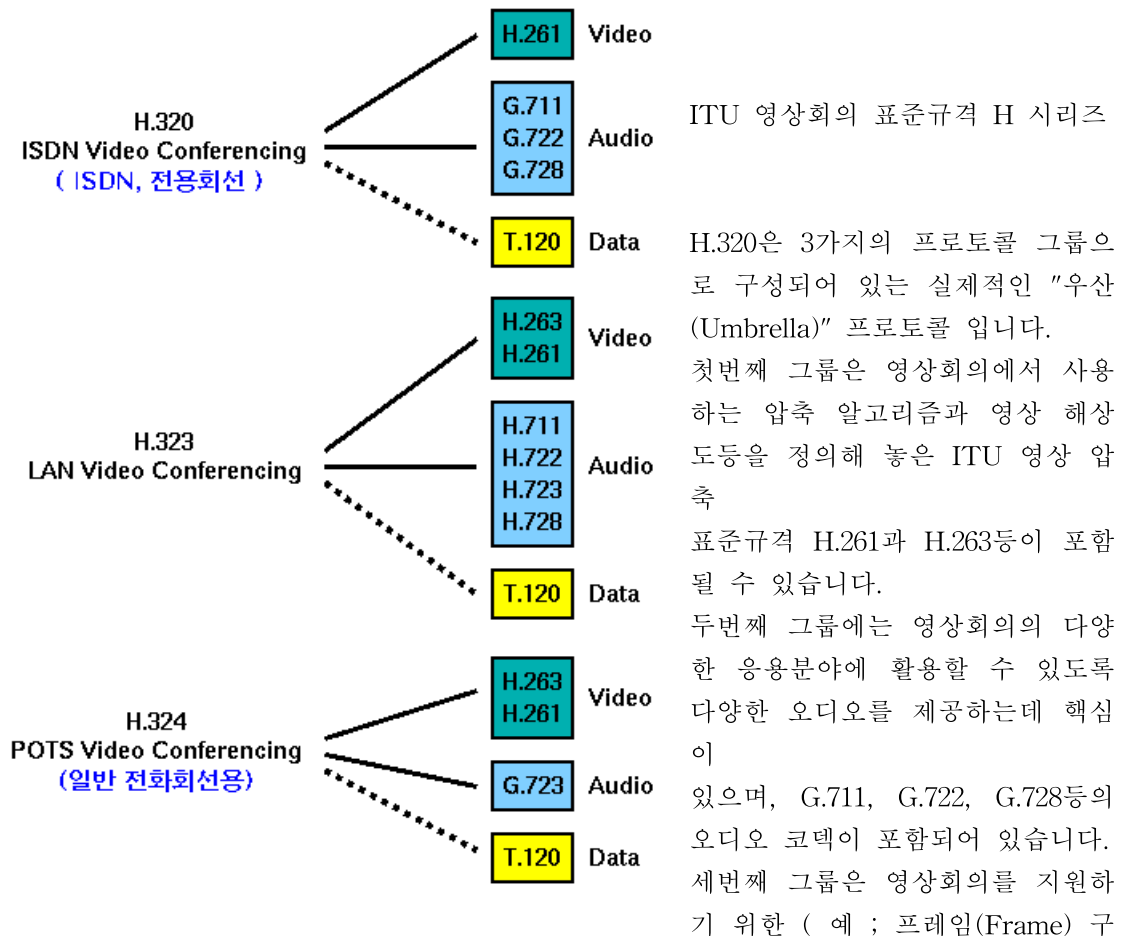 H.261 Video
G.711
G.722 Audio
G.728
H.320
ISDN Video Conferencing
( ISDN, 전용회선 )
T.120 Data
H.263 Video
H.261
H.711
H.722 Audio
H.723
H.728
H.323
LAN Video Conferencing
T.120 Data
H.263 Video
H.261
H.324
POTS Video Conferencing
(일반 전화회선용)
G.723 Audio
T.120 Data
ITU 영상회의 표준규격 H 시리즈
H.320은 3가지의 프로토콜 그룹으
로 구성되어 있는 실제적인 "우산
(Umbrella)" 프로토콜 입니다.
첫번째 그룹은 영상회의에서 사용
하는 압축 알고리즘과 영상 해상
도등을 정의해 놓은 ITU 영상 압
축
표준규격 H.261과 H.263등이 포함
될 수 있습니다.
두번째 그룹에는 영상회의의 다양
한 응용분야에 활용할 수 있도록
다양한 오디오를 제공하는데 핵심
이
있으며, G.711, G.722, G.728등의
오디오 코덱이 포함되어 있습니다.
세번째 그룹은 영상회의를 지원하
기 위한 ( 예 ; 프레임(Frame) 구